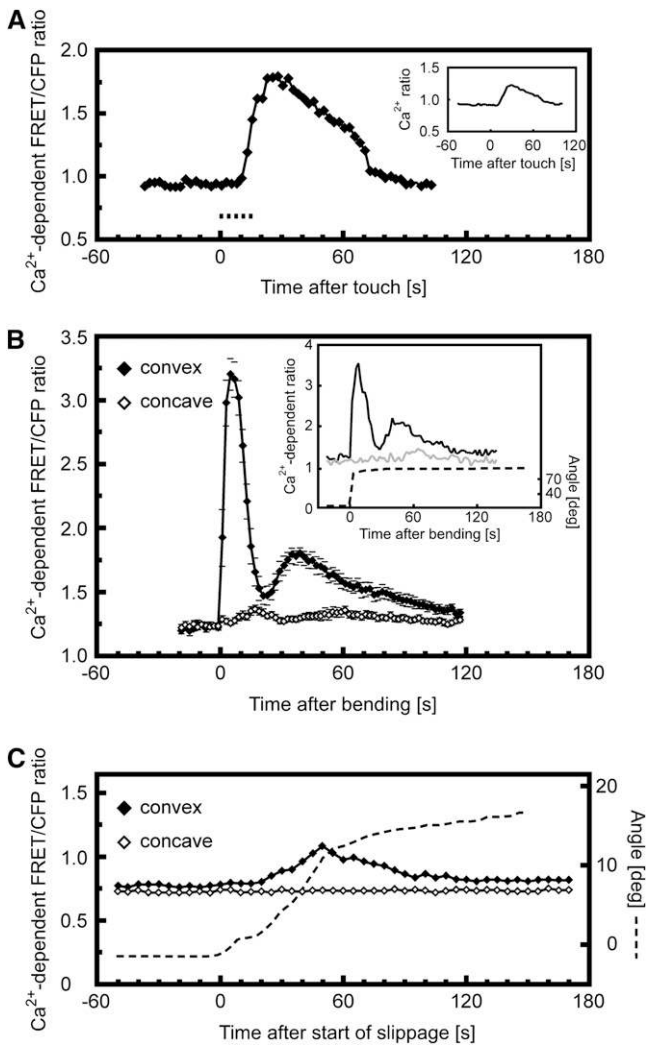 A
Ca2+-dependent FRET/CFP ratio
2.0
1.5
1.0
0.5
-60 0 60 120 180
Time after touch [s]
Ca2+ ratio
1.5
1.0
0.5
-60 0 60 120
Time after touch [s]
B
Ca2+-dependent FRET/CFP ratio
3.5
3.0
2.5
2.0
1.5
1.0
convex
concave
-60 0 60 120 180
Time after bending [s]
Ca2+-dependent ratio
4
3
2
1
0
0 60 120 180
Time after bending [s]
70
40
Angle [deg]
C
Ca2+-dependent FRET/CFP ratio
1.5
1.0
0.5
0
convex
concave
-60 0 60 120 180
Time after start of slippage [s]
20
10
0
Angle [deg]